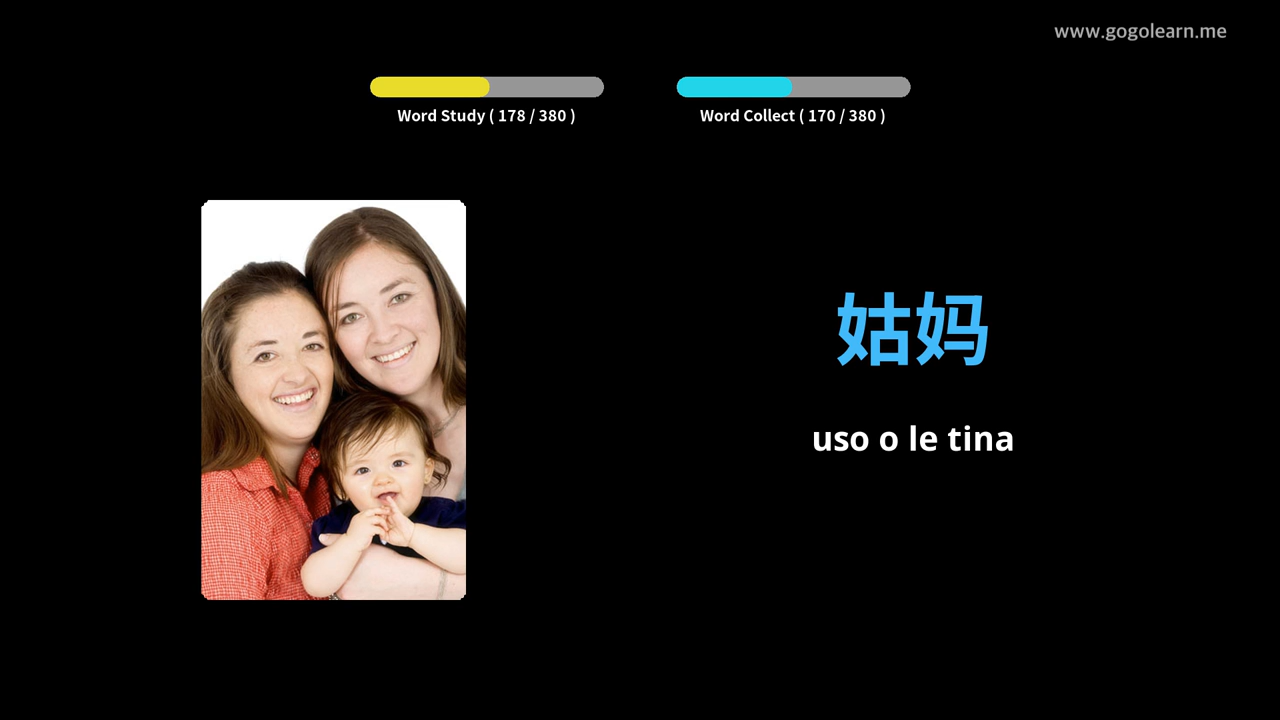 www.gogolearn.me
Word Study ( 178 / 380 )
Word Collect ( 170 / 380 )
姑妈
uso o le tina